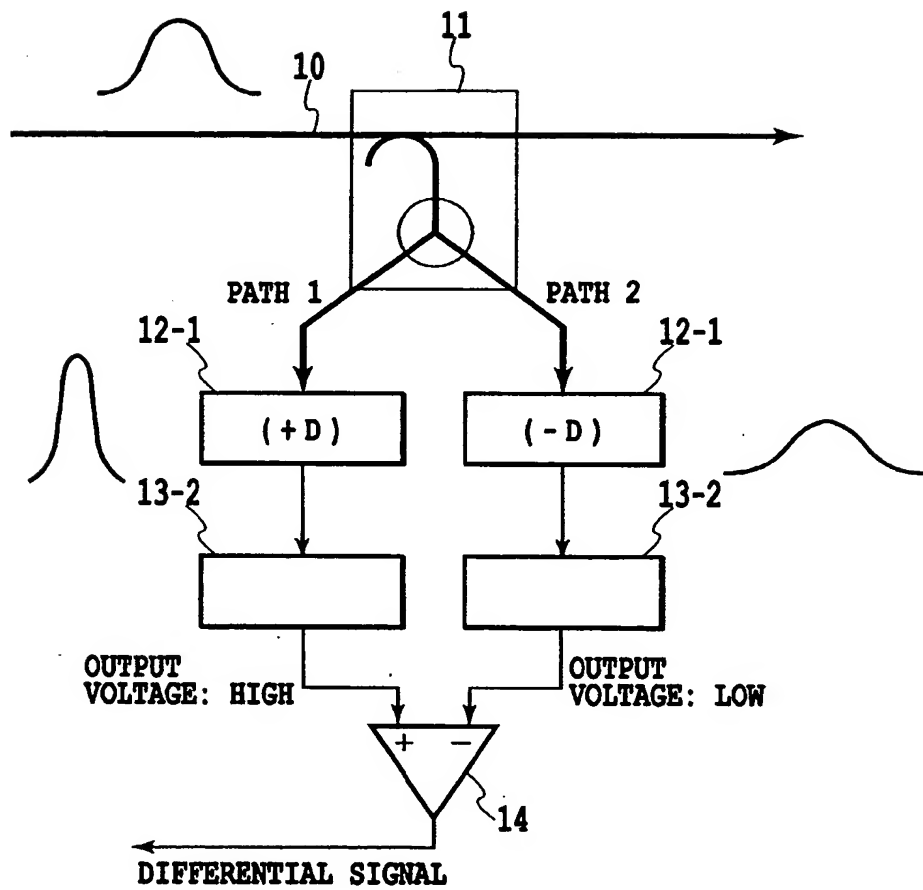 11
10
PATH 1
PATH 2
12-1
12-1
(+D)
(-D)
13-2
13-2
OUTPUT
VOLTAGE: HIGH
OUTPUT
VOLTAGE: LOW
+
-
14
DIFFERENTIAL SIGNAL